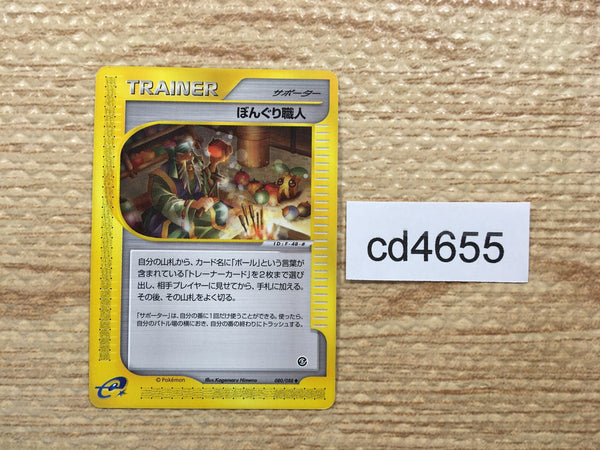 TRAINER
サポーター
ぼんぐり職人
ID:F-48-#
自分の山札から、カード名に「ボール」という言葉が
含まれている「トレーナーカード」を2枚まで選び
出し、相手プレイヤーに見せてから、手札に加える。
その後、その山札をよく切る。
「サポーター」は、自分の番に1回だけ使うことができる。使ったら、
自分のバトル場の横におき、自分の番の終わりにトラッシュする。
©Pokémon
Illus. Kagemaru Himeno
080/088 ◆
cd4655